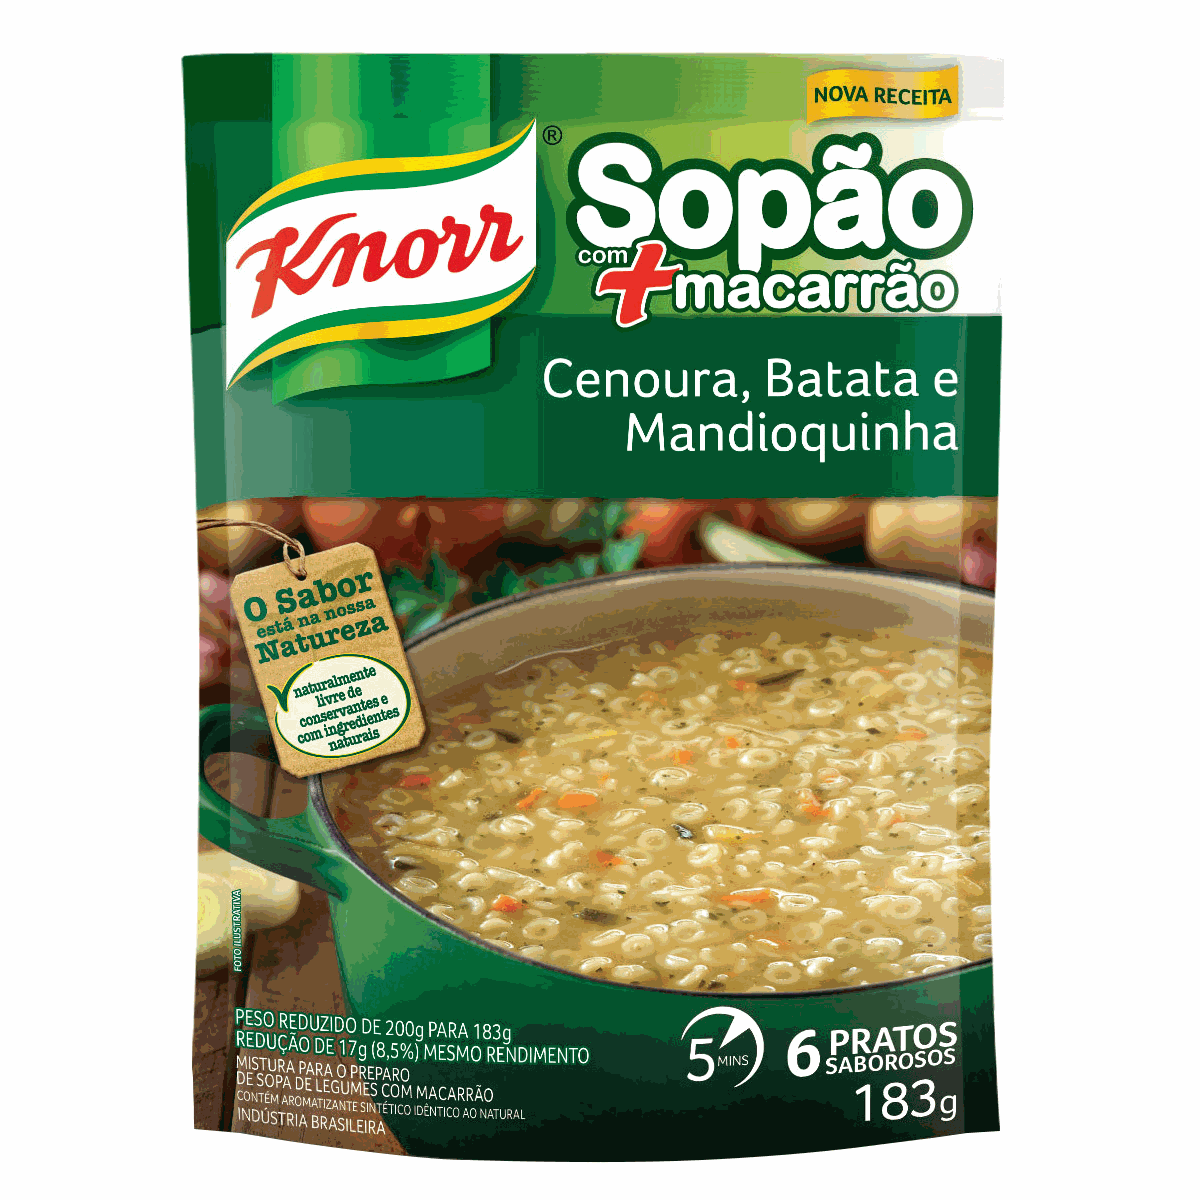 NOVA RECEITA
Knorr®
Sopão
com +macarrão
Cenoura, Batata e
Mandioquinha
O Sabor
está na nossa
Natureza
naturalmente
livre de
conservantes e
com ingredientes
naturais
FOTO ILUSTRATIVA
PESO REDUZIDO DE 200g PARA 183g
REDUÇÃO DE 17g (8,5%) MESMO RENDIMENTO
MISTURA PARA O PREPARO
DE SOPA DE LEGUMES COM MACARRÃO
CONTÉM AROMATIZANTE SINTÉTICO IDÊNTICO AO NATURAL
INDÚSTRIA BRASILEIRA
5 MINS
6 PRATOS
SABOROSOS
183g